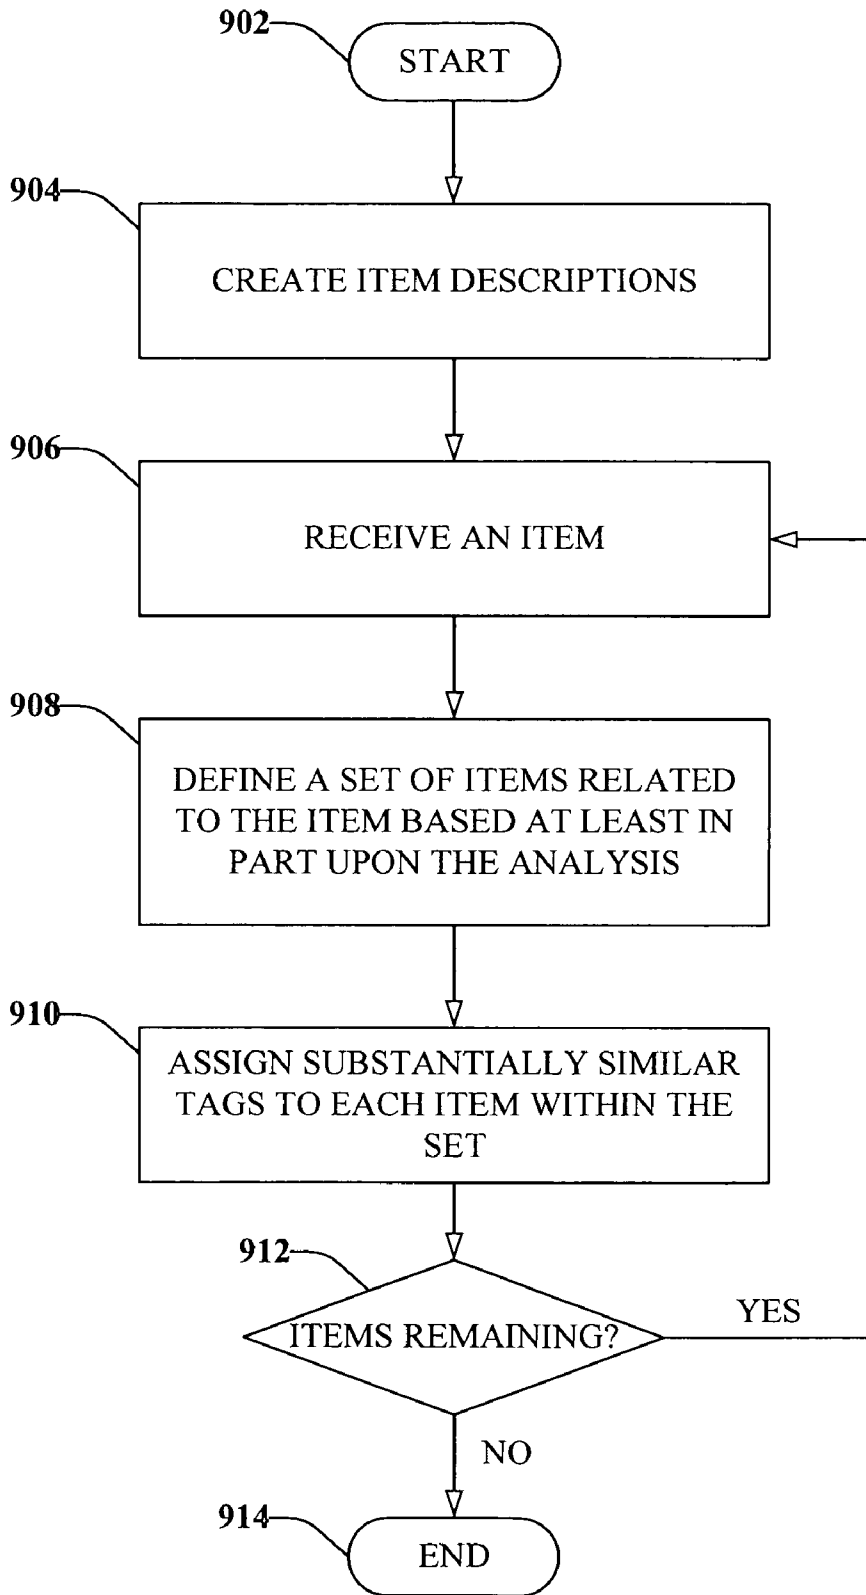 902
START
904
CREATE ITEM DESCRIPTIONS
906
RECEIVE AN ITEM
908
DEFINE A SET OF ITEMS RELATED
TO THE ITEM BASED AT LEAST IN
PART UPON THE ANALYSIS
910
ASSIGN SUBSTANTIALLY SIMILAR
TAGS TO EACH ITEM WITHIN THE
SET
912
ITEMS REMAINING?
YES
NO
914
END